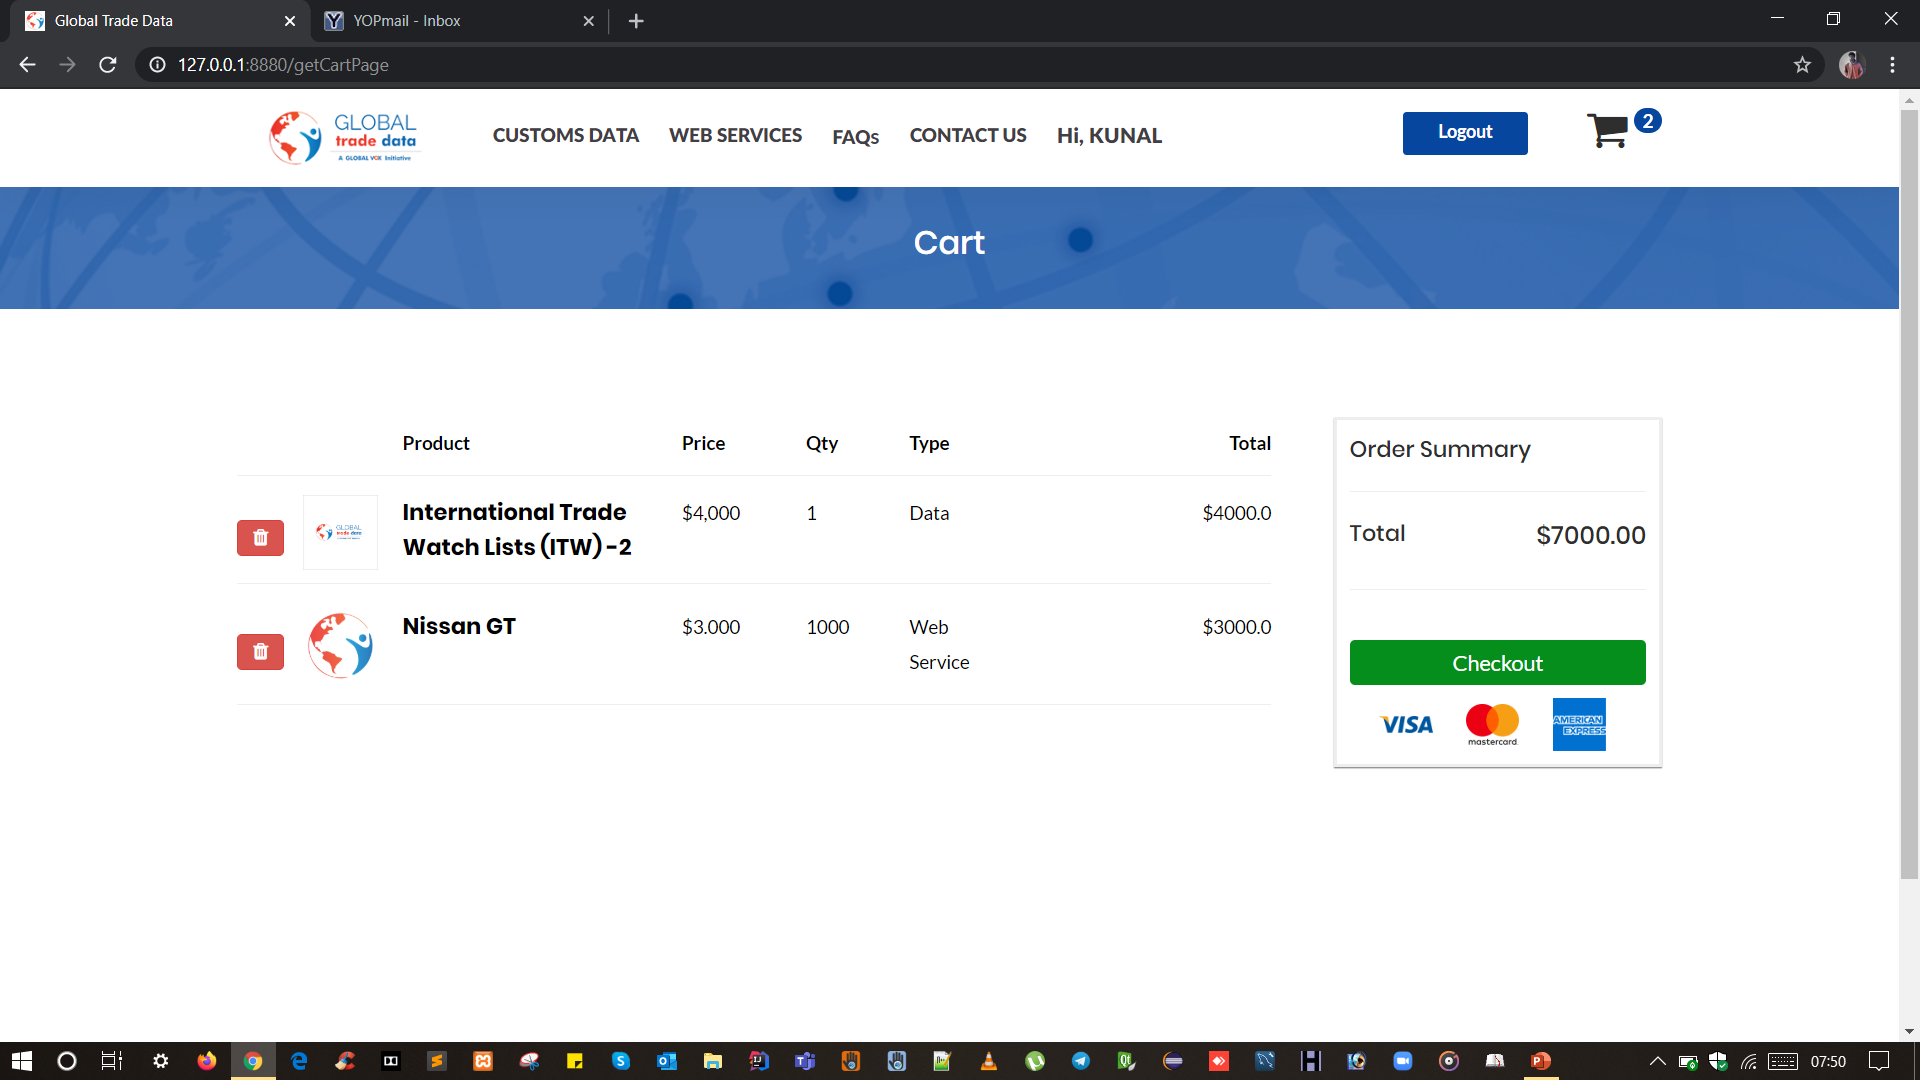 Global Trade Data
YOPmail - Inbox
127.0.0.1:8880/getCartPage
GLOBAL
trade data
A GLOBAL VOX Initiative
CUSTOMS DATA
WEB SERVICES
FAQs
CONTACT US
Hi, KUNAL
Logout
2
Cart
Product Price Qty Type Total
International Trade $4,000 1 Data $4000.0
Watch Lists (ITW) -2
GLOBAL
trade data
Nissan GT $3.000 1000 Web $3000.0
Service
Order Summary
Total $7000.00
Checkout
VISA
mastercard
AMERICAN
EXPRESS
07:50